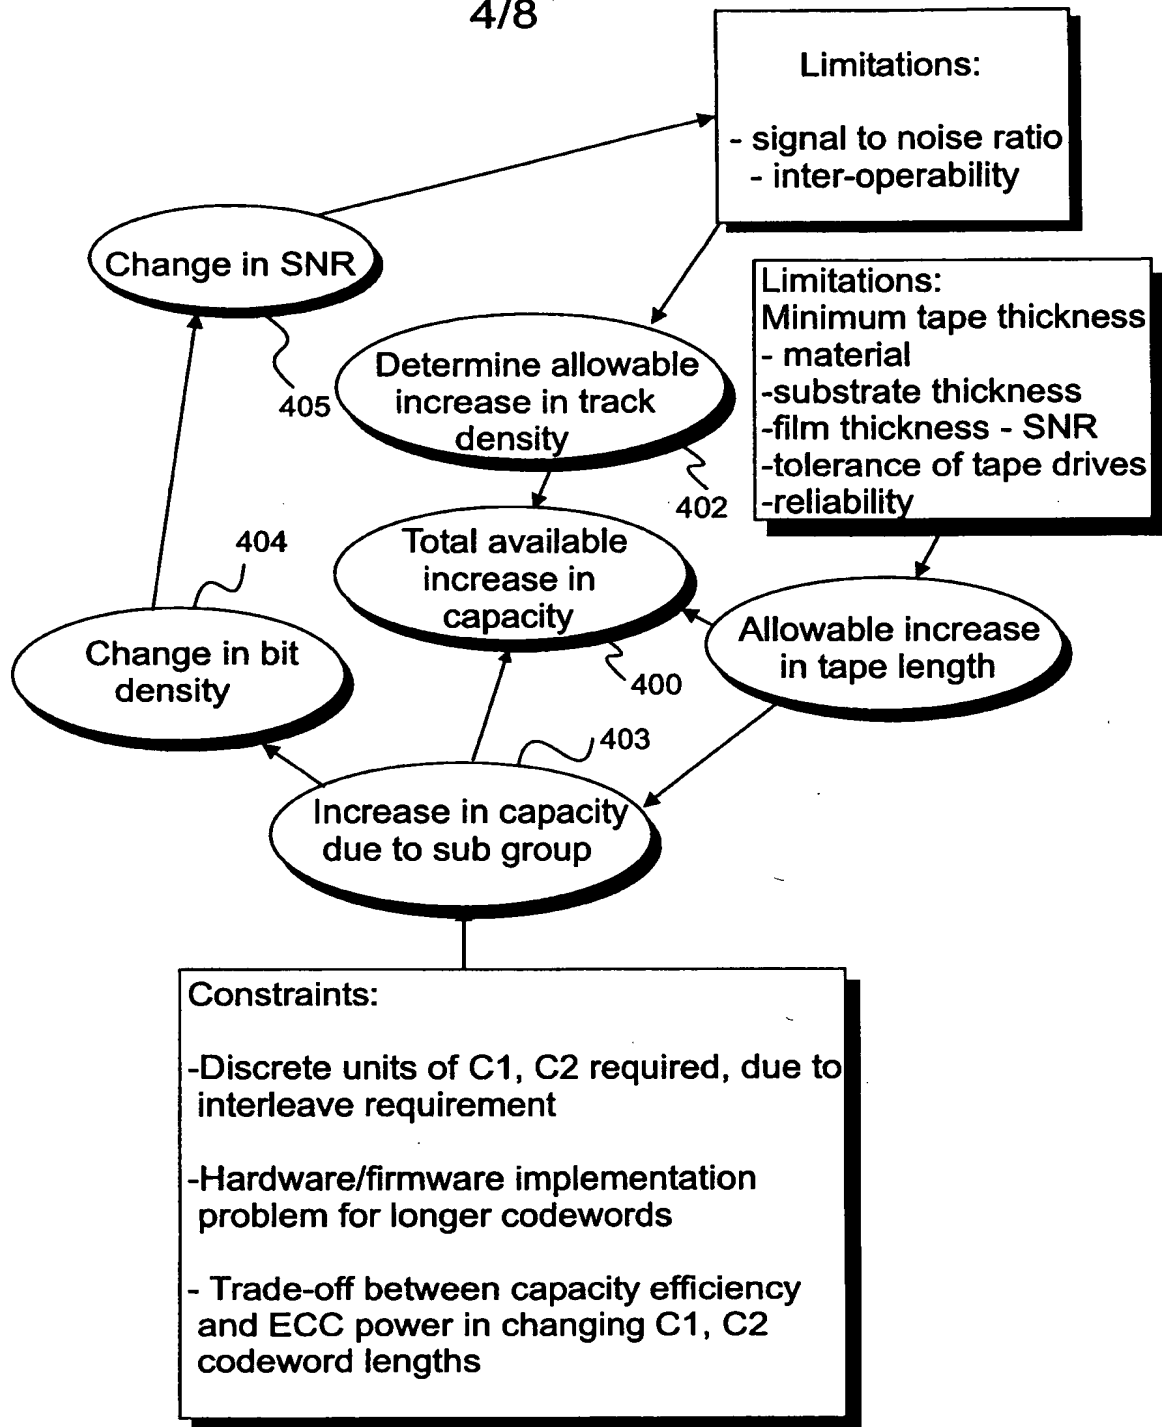 4/8
Limitations:
- signal to noise ratio
- inter-operability
Change in SNR
405
Limitations:
Minimum tape thickness
- material
-substrate thickness
-film thickness - SNR
-tolerance of tape drives
-reliability
Determine allowable
increase in track
density
402
404
Total available
increase in
capacity
400
Allowable increase
in tape length
Change in bit
density
403
Increase in capacity
due to sub group
Constraints:
-Discrete units of C1, C2 required, due to
interleave requirement
-Hardware/firmware implementation
problem for longer codewords
- Trade-off between capacity efficiency
and ECC power in changing C1, C2
codeword lengths